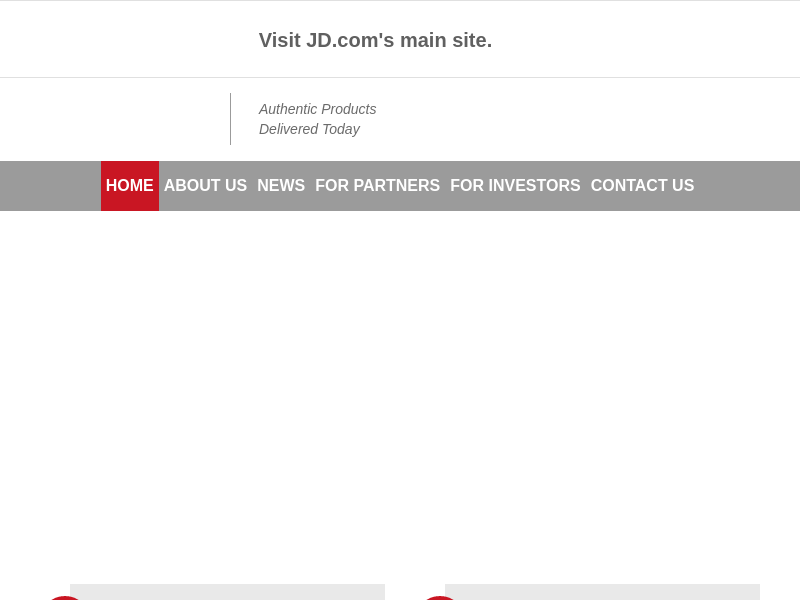 Visit JD.com's main site.
Authentic Products
Delivered Today
HOME ABOUT US NEWS FOR PARTNERS FOR INVESTORS CONTACT US